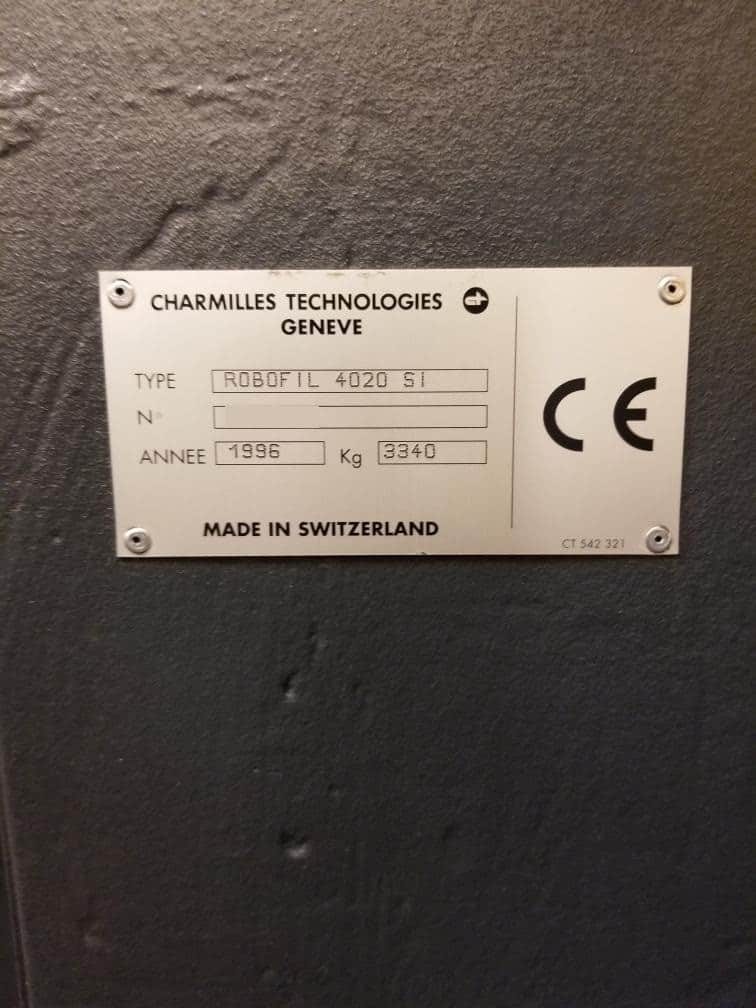 CHARMILLES TECHNOLOGIES
GENEVE
TYPE ROBOFIL 4020 SI
N°
ANNEE 1996 Kg 3340
MADE IN SWITZERLAND
CE
CT 542 321